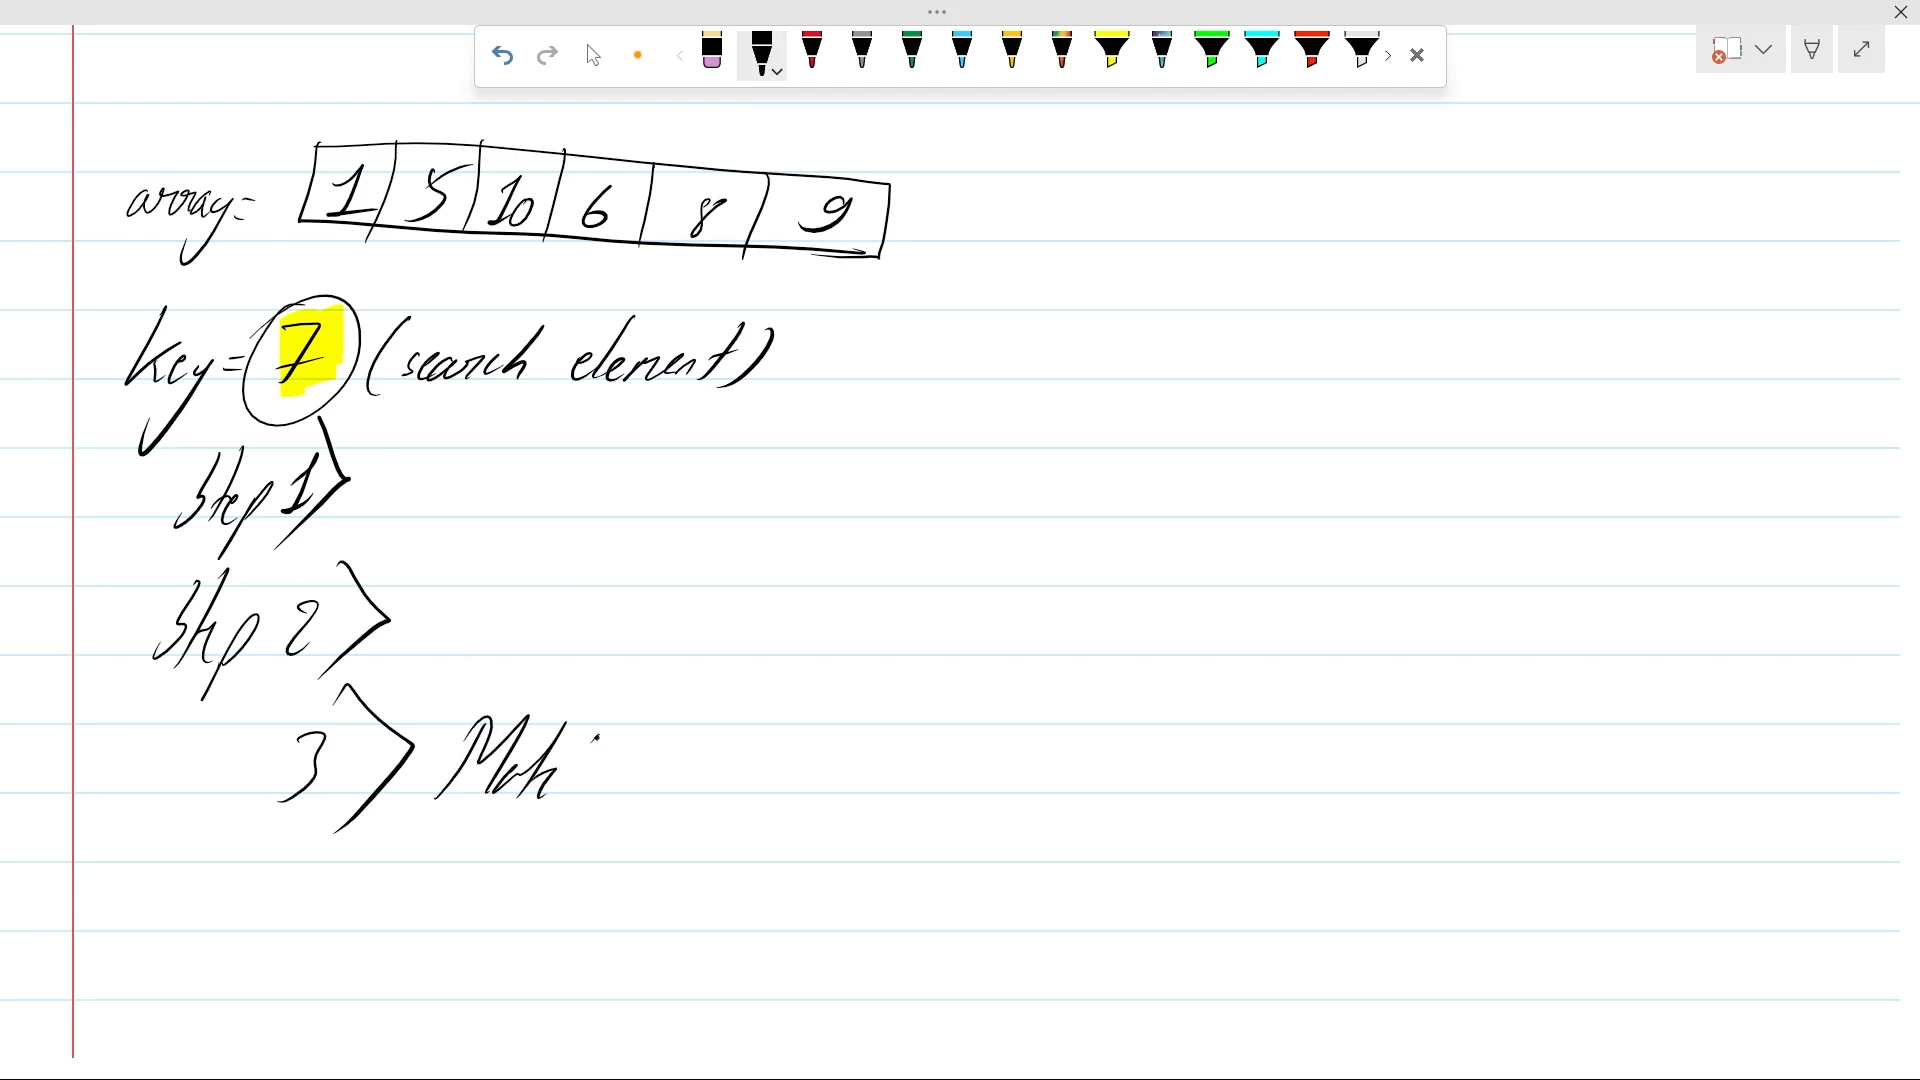 array= 1 5 10 6 8 9
Key=7 (search element)
Step 1>
Step 2>
3>